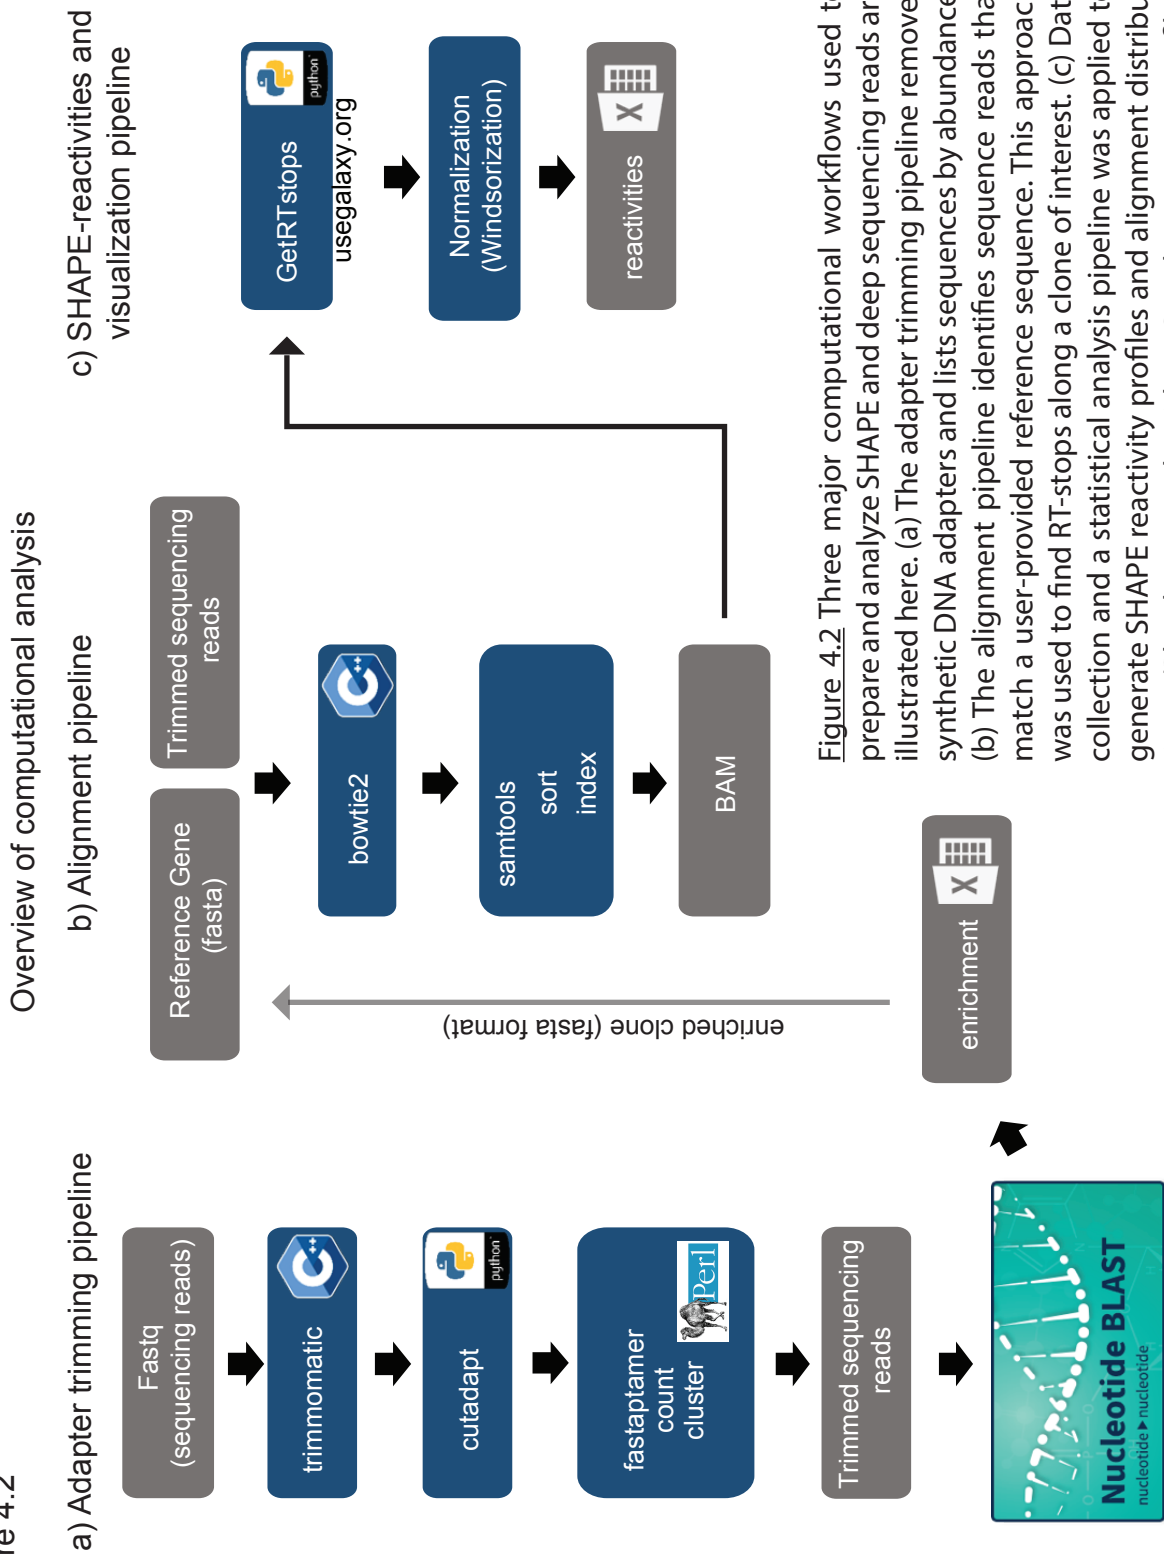 re 4.2
Overview of computational analysis
a) Adapter trimming pipeline
Fastq
(sequencing reads)
trimmomatic
C++
cutadapt
python
fastaptamer
count
cluster
Perl
Trimmed sequencing
reads
Nucleotide BLAST
nucleotide ▶ nucleotide
enrichment
X
enriched clone (fasta format)
b) Alignment pipeline
Reference Gene
(fasta)
Trimmed sequencing
reads
bowtie2
C++
samtools
sort
index
BAM
c) SHAPE-reactivities and
visualization pipeline
GetRTstops
python
usegalaxy.org
Normalization
(Windsorization)
reactivities
X
Figure 4.2 Three major computational workflows used
prepare and analyze SHAPE and deep sequencing reads
illustrated here. (a) The adapter trimming pipeline
synthetic DNA adapters and lists sequences by abundance
(b) The alignment pipeline identifies sequence reads
match a user-provided reference sequence. This
was used to find RT-stops along a clone of interest. (c)
collection and a statistical analysis pipeline was applied
generate SHAPE reactivity profiles and alignment